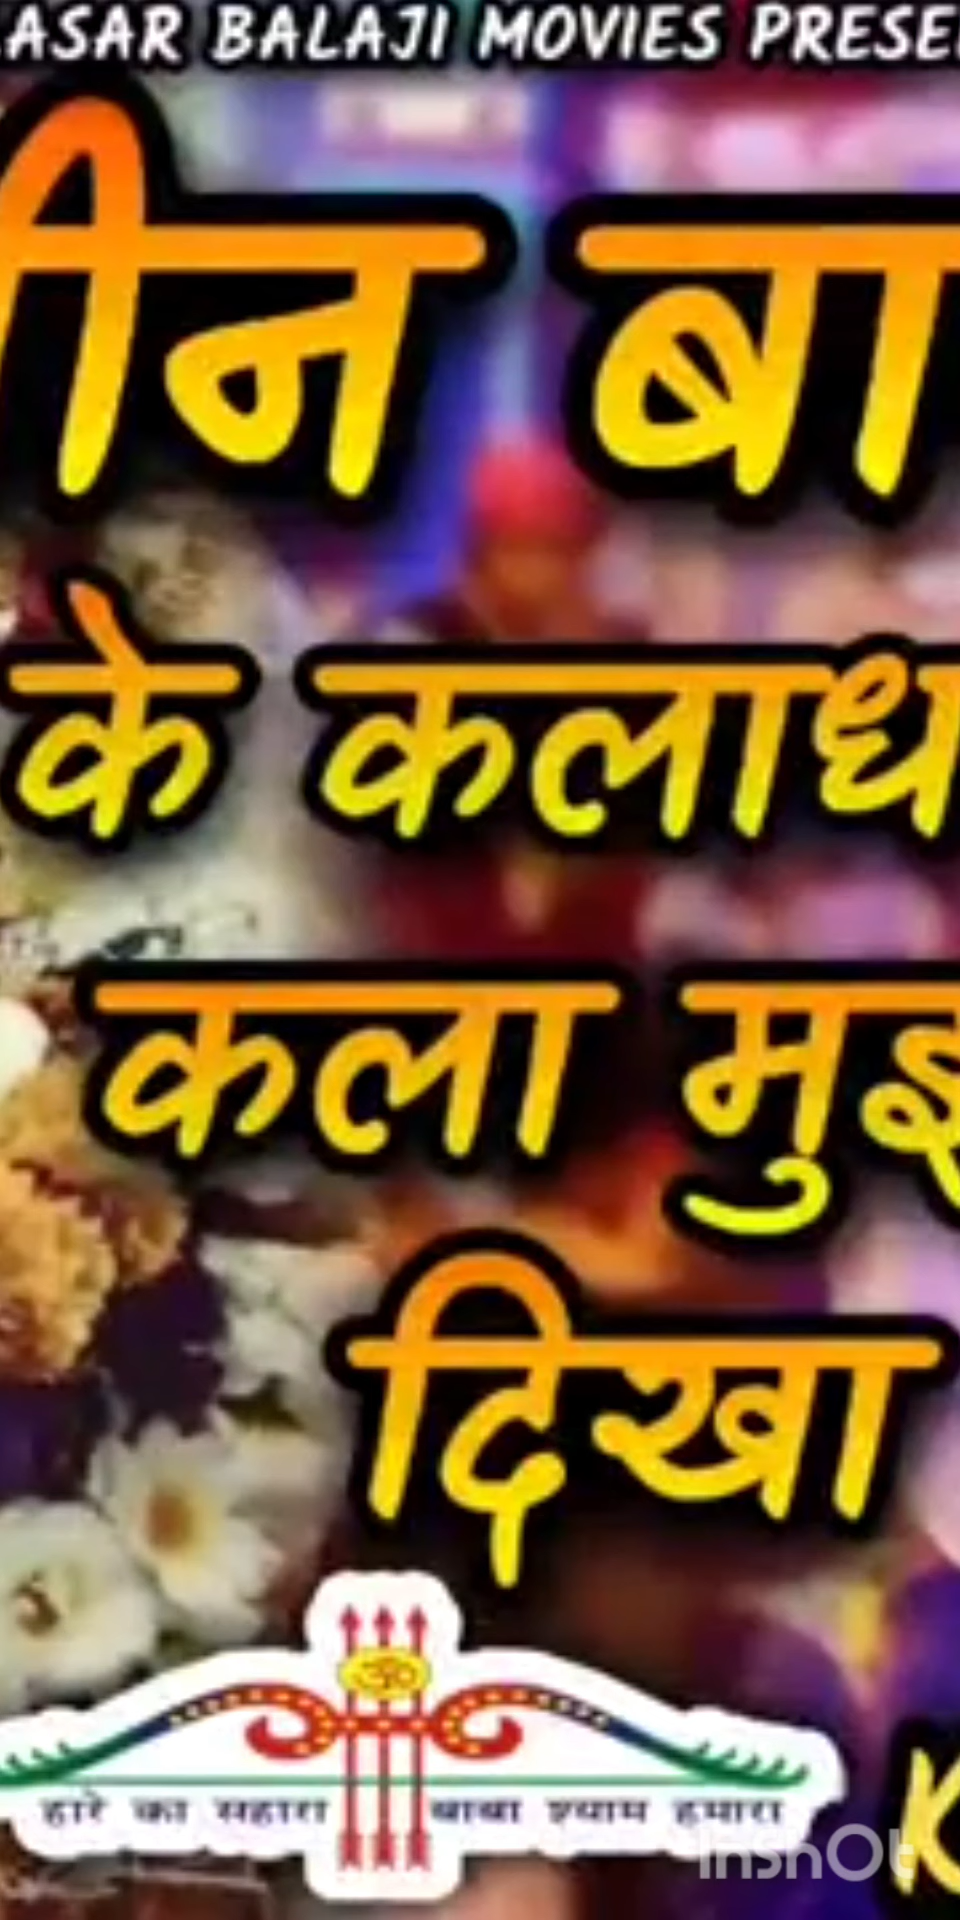 ASAR BALAJI MOVIES PRESE
ीन बा
के कलाध
कला मुझ
दिखा
ॐ
हारे का सहारा बाबा श्याम हमारा
K
InShOt